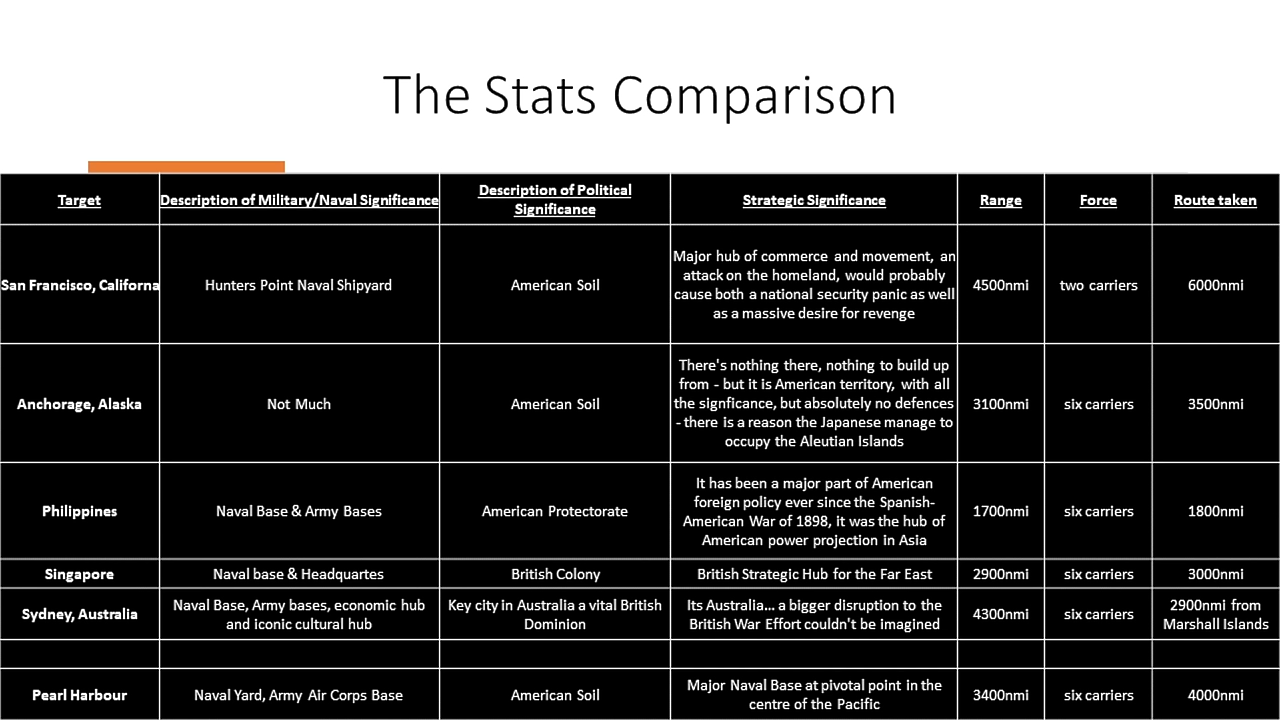 The Stats Comparison
Target
Description of Military/Naval Significance
Description of Political
Significance
Strategic Significance
Range
Force
Route taken
San Francisco, Californa
Hunters Point Naval Shipyard
American Soil
Major hub of commerce and movement, an
attack on the homeland, would probably
cause both a national security panic as well
as a massive desire for revenge
4500nmi
two carriers
6000nmi
Anchorage, Alaska
Not Much
American Soil
There's nothing there, nothing to build up
from - but it is American territory, with all
the signficance, but absolutely no defences
- there is a reason the Japanese manage to
occupy the Aleutian Islands
3100nmi
six carriers
3500nmi
Philippines
Naval Base & Army Bases
American Protectorate
It has been a major part of American
foreign policy ever since the Spanish-
American War of 1898, it was the hub of
American power projection in Asia
1700nmi
six carriers
1800nmi
Singapore
Naval base & Headquartes
British Colony
British Strategic Hub for the Far East
2900nmi
six carriers
3000nmi
Sydney, Australia
Naval Base, Army bases, economic hub
and iconic cultural hub
Key city in Australia a vital British
Dominion
Its Australia... a bigger disruption to the
British War Effort couldn't be imagined
4300nmi
six carriers
2900nmi from
Marshall Islands
Pearl Harbour
Naval Yard, Army Air Corps Base
American Soil
Major Naval Base at pivotal point in the
centre of the Pacific
3400nmi
six carriers
4000nmi